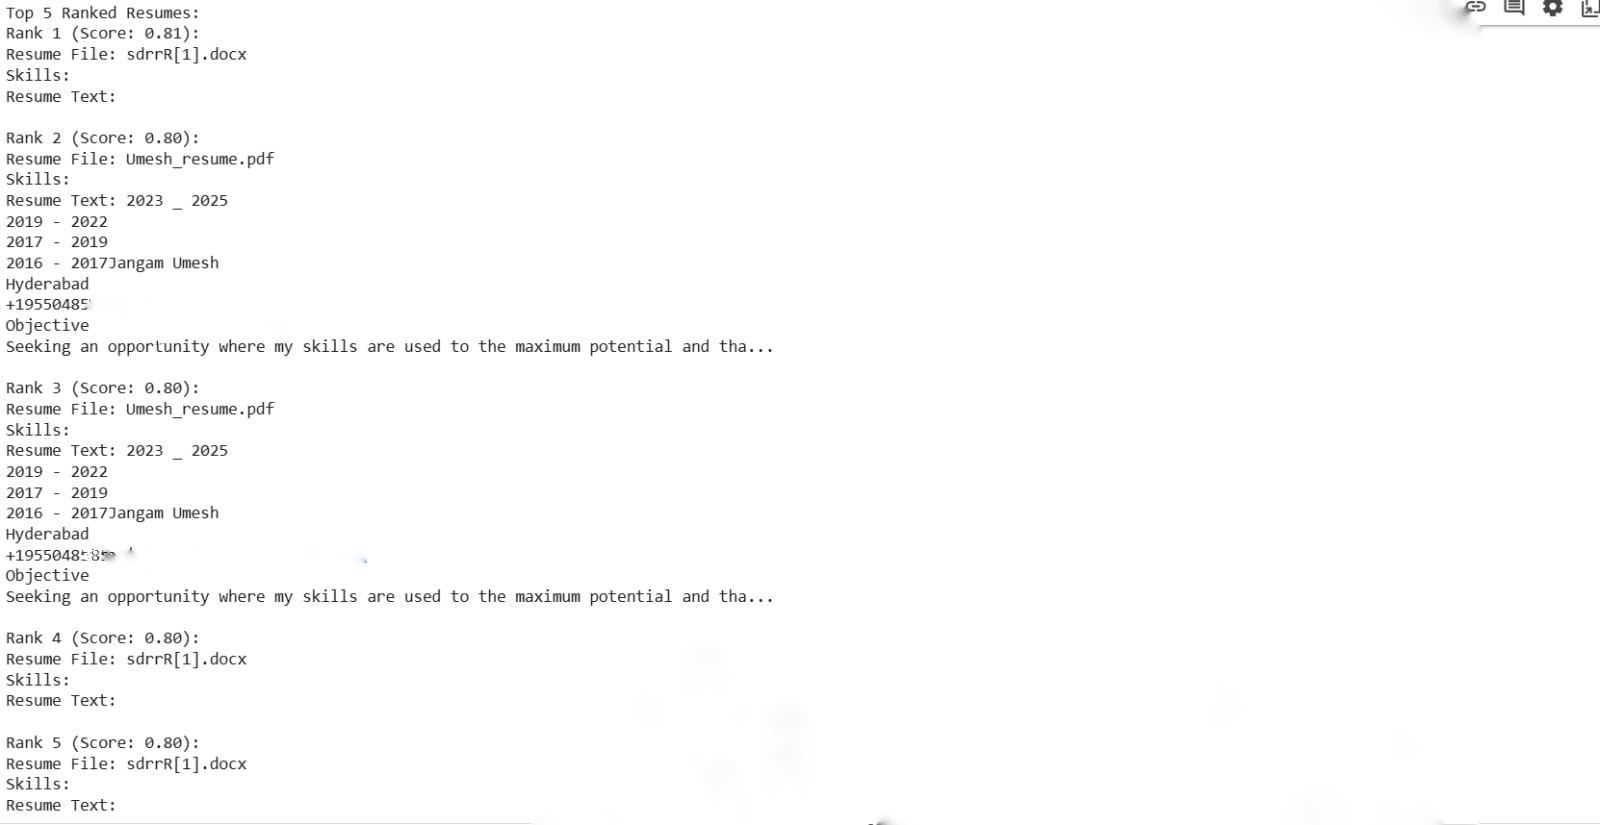 Top 5 Ranked Resumes:
Rank 1 (Score: 0.81):
Resume File: sdrrR[1].docx
Skills:
Resume Text:
Rank 2 (Score: 0.80):
Resume File: Umesh_resume.pdf
Skills:
Resume Text: 2023 _ 2025
2019 - 2022
2017 - 2019
2016 - 2017Jangam Umesh
Hyderabad
Objective
Seeking an opportunity where my skills are used to the maximum potential and tha...
Rank 3 (Score: 0.80):
Resume File: Umesh_resume.pdf
Skills:
Resume Text: 2023 _ 2025
2019 - 2022
2017 - 2019
2016 - 2017Jangam Umesh
Hyderabad
Objective
Seeking an opportunity where my skills are used to the maximum potential and tha...
Rank 4 (Score: 0.80):
Resume File: sdrrR[1].docx
Skills:
Resume Text:
Rank 5 (Score: 0.80):
Resume File: sdrrR[1].docx
Skills:
Resume Text: